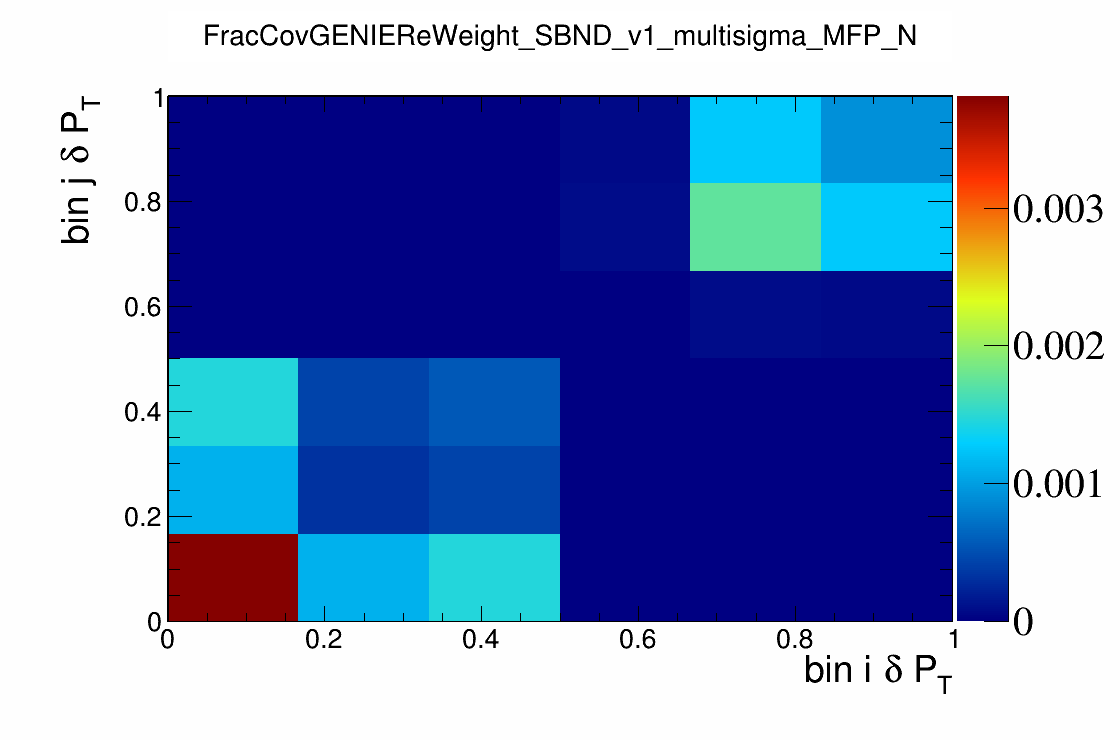 FracCovGENIEReWeight_SBND_v1_multisigma_MFP_N
bin j δ P_T
1
0.8
0.6
0.4
0.2
0
0 0.2 0.4 0.6 0.8 1
bin i δ P_T
0.003
0.002
0.001
0